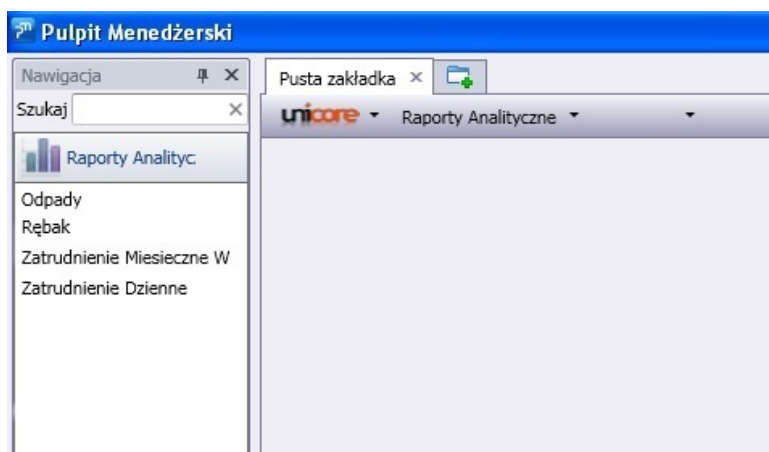 Pulpit Menedżerski
Nawigacja
Szukaj
Raporty Analityc
Odpady
Rębak
Zatrudnienie Miesieczne W
Zatrudnienie Dzienne
Pusta zakładka
unicore
Raporty Analityczne